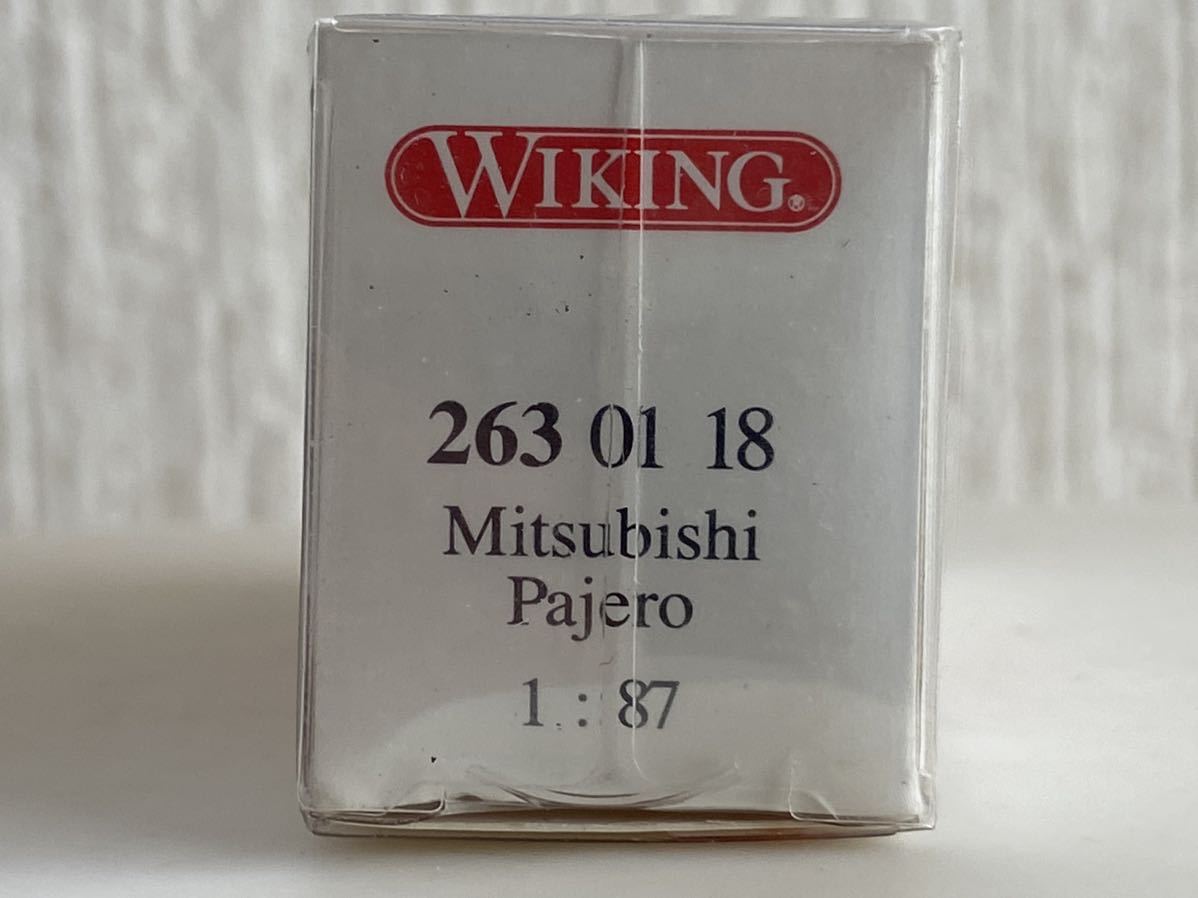 WIKING®
263 01 18
Mitsubishi
Pajero
1 : 87